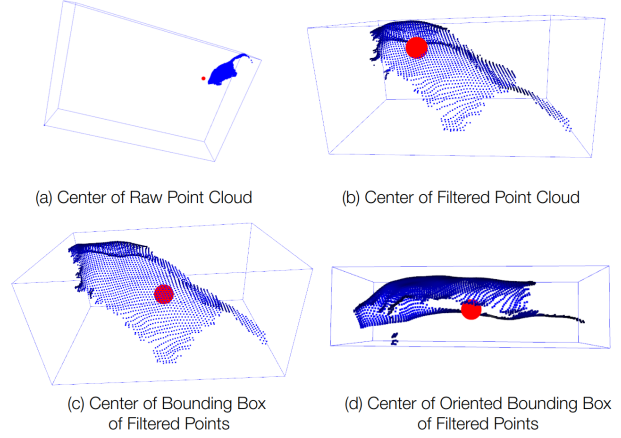 (a) Center of Raw Point Cloud
(b) Center of Filtered Point Cloud
(c) Center of Bounding Box
of Filtered Points
(d) Center of Oriented Bounding Box
of Filtered Points